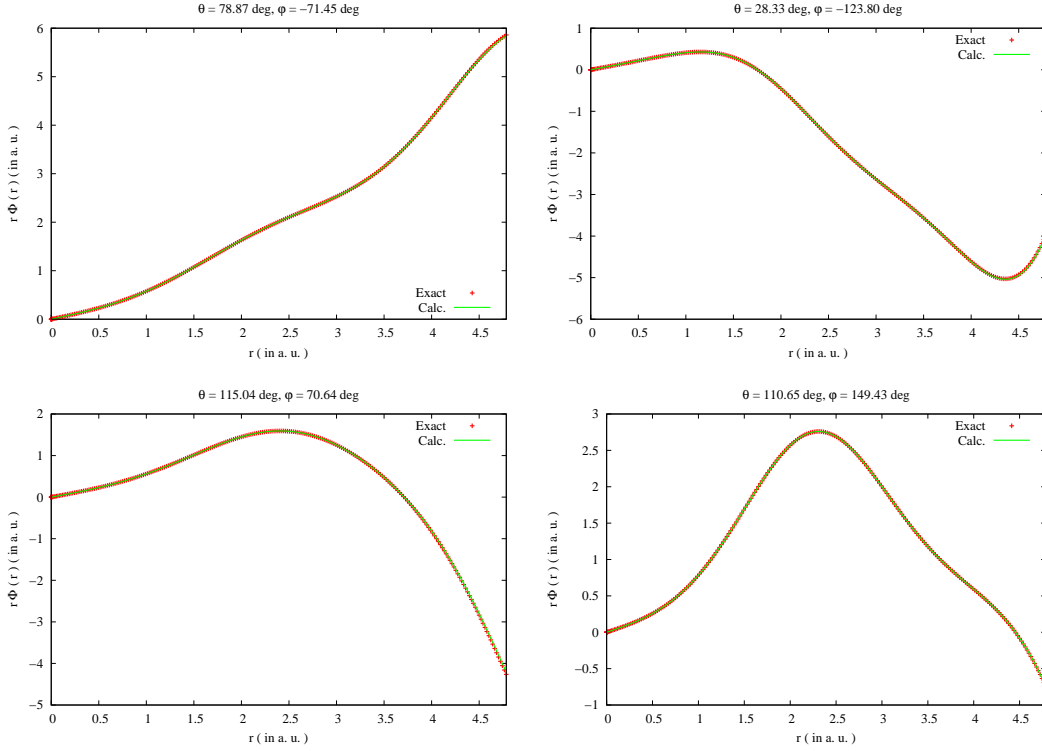 θ = 78.87 deg, φ = −71.45 deg
6
5
4
3
2
1
0
r Φ ( r ) ( in a. u. )
Exact
Calc.
0 0.5 1 1.5 2 2.5 3 3.5 4 4.5
r ( in a. u. )
θ = 28.33 deg, φ = −123.80 deg
1
0
−1
−2
−3
−4
−5
−6
r Φ ( r ) ( in a. u. )
Exact
Calc.
0 0.5 1 1.5 2 2.5 3 3.5 4 4.5
r ( in a. u. )
θ = 115.04 deg, φ = 70.64 deg
2
1
0
−1
−2
−3
−4
−5
r Φ ( r ) ( in a. u. )
Exact
Calc.
0 0.5 1 1.5 2 2.5 3 3.5 4 4.5
r ( in a. u. )
θ = 110.65 deg, φ = 149.43 deg
3
2.5
2
1.5
1
0.5
0
−0.5
−1
r Φ ( r ) ( in a. u. )
Exact
Calc.
0 0.5 1 1.5 2 2.5 3 3.5 4 4.5
r ( in a. u. )